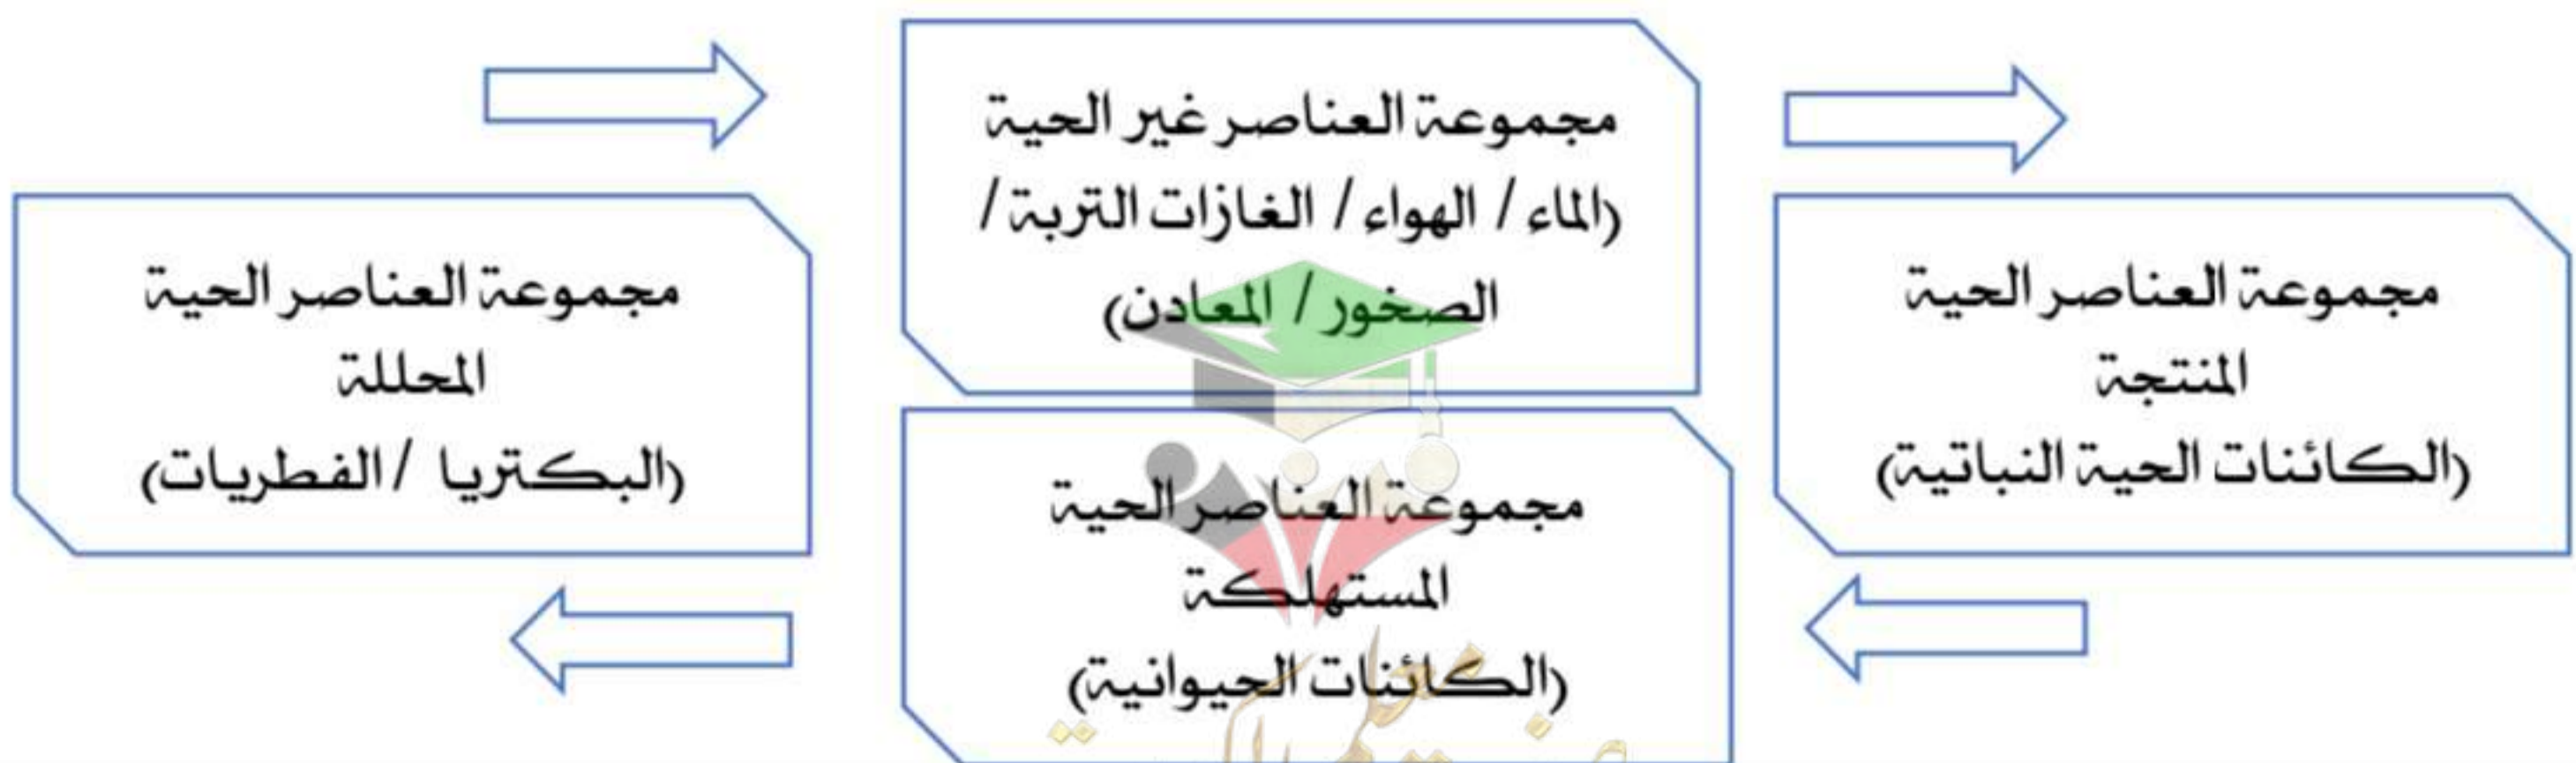 مجموعة العناصر غير الحية
(الماء / الهواء / الغازات التربة /
الصخور / المعادن)
مجموعة العناصر الحية
المنتجة
(الكائنات الحية النباتية)
مجموعة العناصر الحية
المستهلكة
(الكائنات الحيوانية)
مجموعة العناصر الحية
المحللة
(البكتريا / الفطريات)